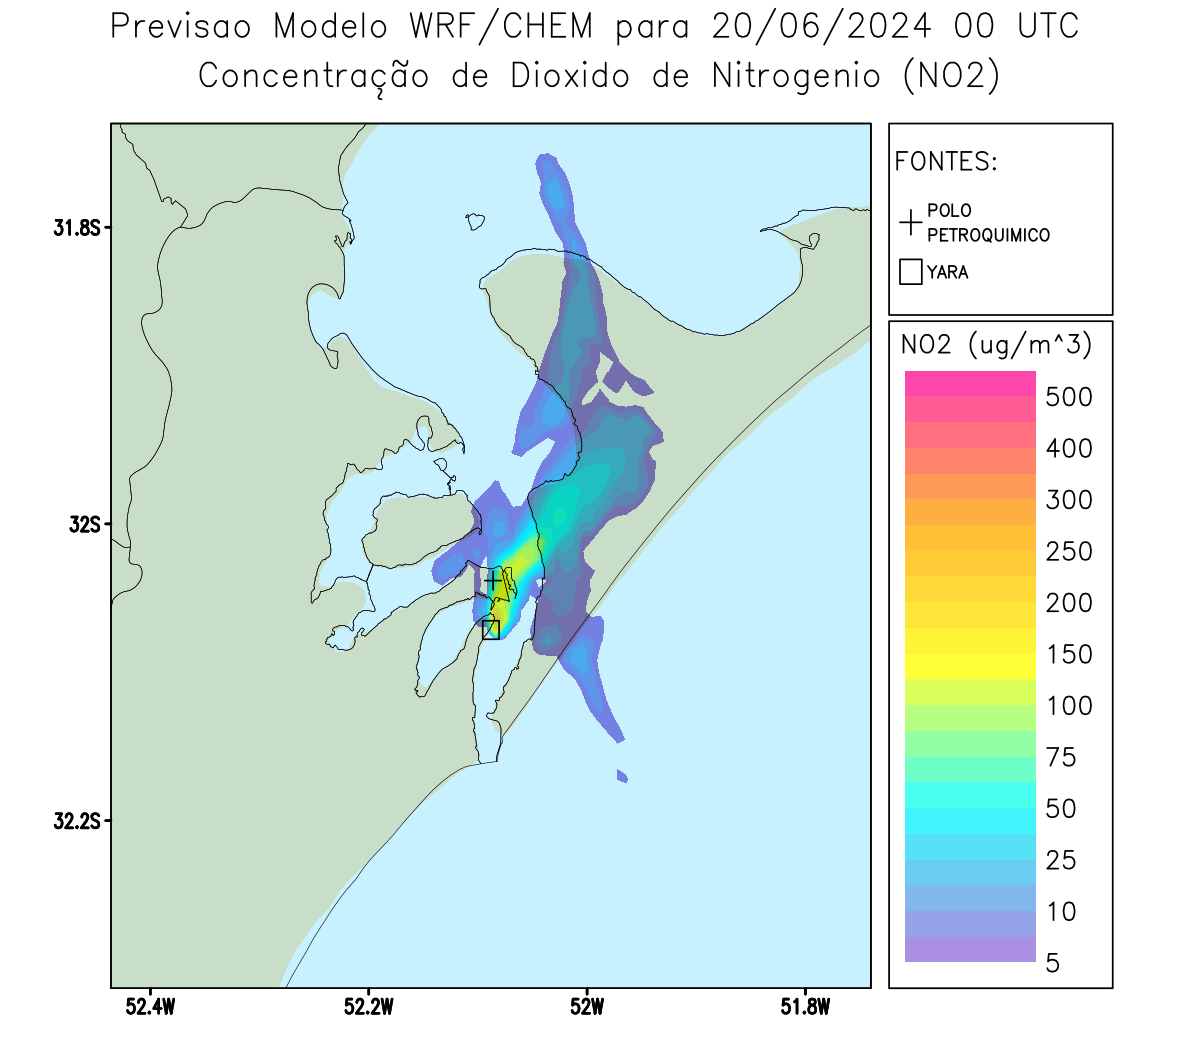 Previsao Modelo WRF/CHEM para 20/06/2024 00 UTC
Concentração de Dioxido de Nitrogenio (NO2)
FONTES:
POLO
PETROQUIMICO
YARA
NO2 (ug/m^3)
500
400
300
250
200
150
100
75
50
25
10
5
31.8S
32S
32.2S
52.4W
52.2W
52W
51.8W